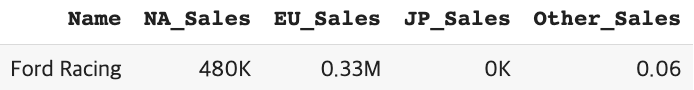 Name NA_Sales EU_Sales JP_Sales Other_Sales
Ford Racing 480K 0.33M 0K 0.06